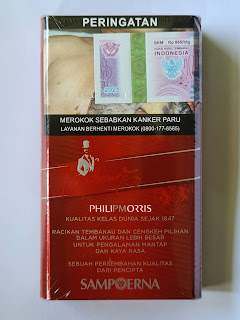 PERINGATAN
INDONESIA
MEROKOK SEBABKAN KANKER PARU
LAYANAN BERHENTI MEROKOK (0800-177-6565)
PHILIPMORRIS
KUALITAS KELAS DUNIA SEJAK 1847
RACIKAN TEMBAKAU DAN CENGKEH PILIHAN
DALAM UKURAN LEBIH BESAR
UNTUK PENGALAMAN MANTAP
DAN KAYA RASA
SEBUAH PERSEMBAHAN KUALITAS
DARI PENCIPTA
SAMPOERNA